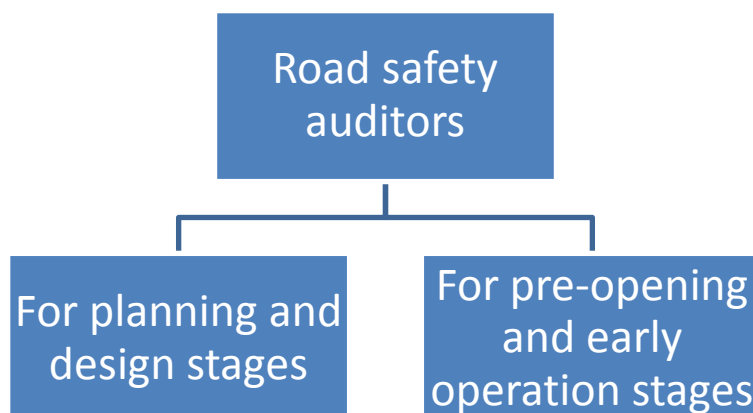 Road safety
auditors
For planning and
design stages
For pre-opening
and early
operation stages